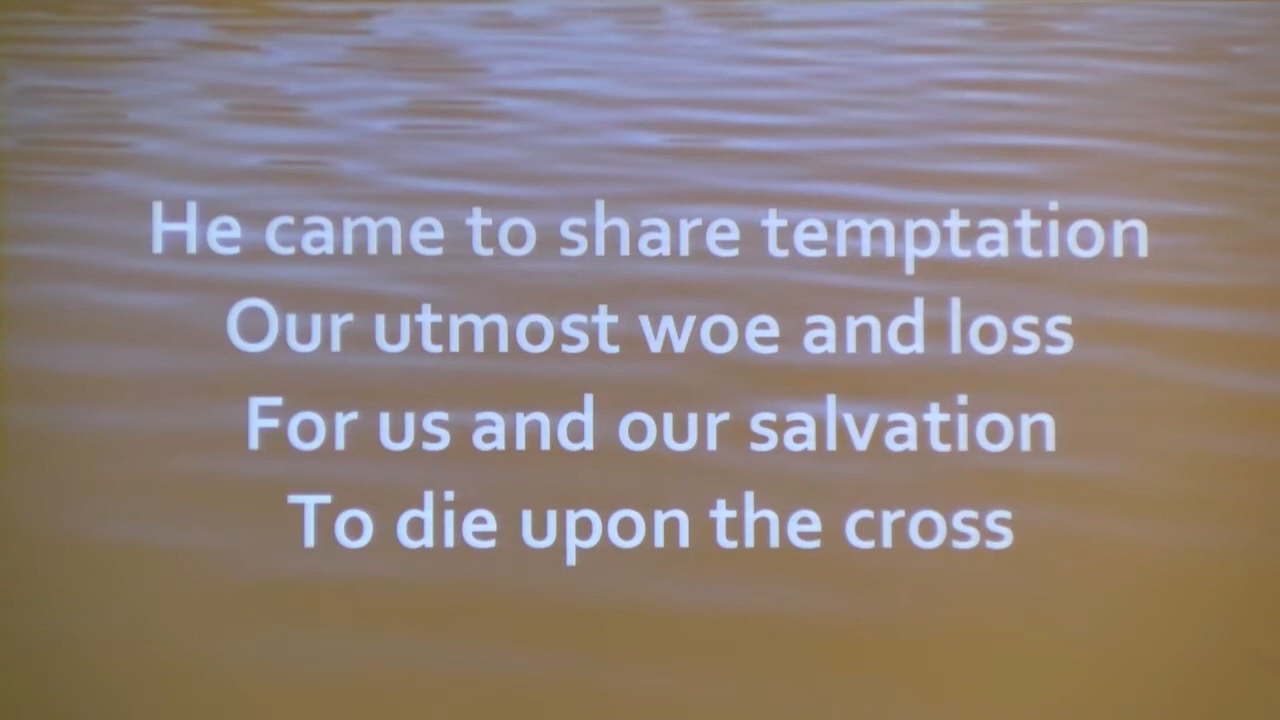 He came to share temptation
Our utmost woe and loss
For us and our salvation
To die upon the cross